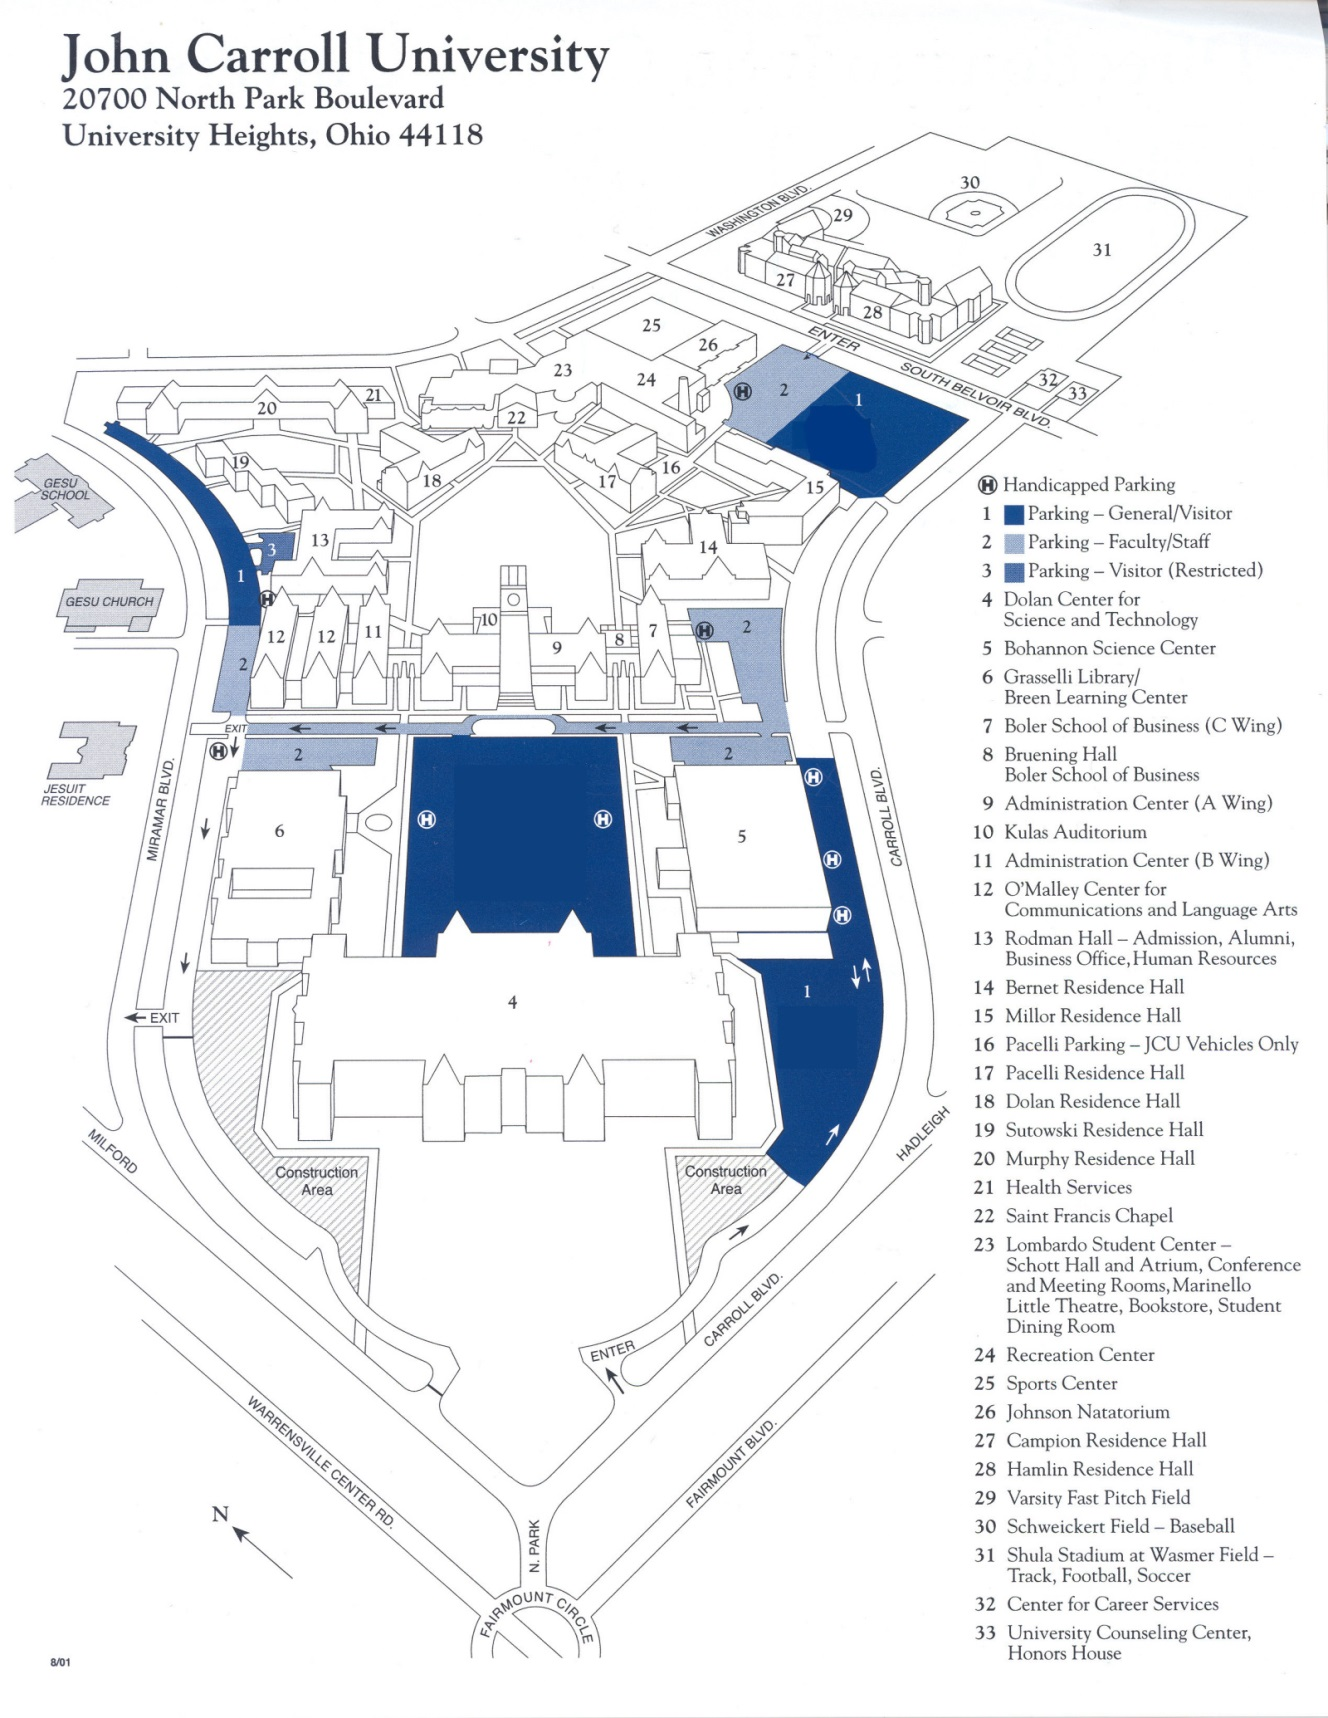 John Carroll University
20700 North Park Boulevard
University Heights, Ohio 44118
WASHINGTON BLVD.
30
29
31
27
28
ENTER
SOUTH BELVOIR BLVD.
25
26
23
24
22
21
20
H
2
1
32
33
19
18
17
16
15
GESU
SCHOOL
3
13
14
1
H
GESU CHURCH
12
12
11
10
9
8
7
H
2
2
EXIT
H
2
2
H
JESUIT
RESIDENCE
MIRAMAR BLVD.
6
H
H
5
H
H
CARROLL BLVD.
4
1
EXIT
MILFORD
HADLEIGH
Construction
Area
Construction
Area
ENTER
CARROLL BLVD.
WARRENSVILLE CENTER RD.
FAIRMOUNT BLVD.
N
N. PARK
FAIRMOUNT CIRCLE
8/01
H Handicapped Parking
1 Parking – General/Visitor
2 Parking – Faculty/Staff
3 Parking – Visitor (Restricted)
4 Dolan Center for
Science and Technology
5 Bohannon Science Center
6 Grasselli Library/
Breen Learning Center
7 Boler School of Business (C Wing)
8 Bruening Hall
Boler School of Business
9 Administration Center (A Wing)
10 Kulas Auditorium
11 Administration Center (B Wing)
12 O'Malley Center for
Communications and Language Arts
13 Rodman Hall – Admission, Alumni,
Business Office, Human Resources
14 Bernet Residence Hall
15 Millor Residence Hall
16 Pacelli Parking – JCU Vehicles Only
17 Pacelli Residence Hall
18 Dolan Residence Hall
19 Sutowski Residence Hall
20 Murphy Residence Hall
21 Health Services
22 Saint Francis Chapel
23 Lombardo Student Center –
Schott Hall and Atrium, Conference
and Meeting Rooms, Marinello
Little Theatre, Bookstore, Student
Dining Room
24 Recreation Center
25 Sports Center
26 Johnson Natatorium
27 Campion Residence Hall
28 Hamlin Residence Hall
29 Varsity Fast Pitch Field
30 Schweickert Field – Baseball
31 Shula Stadium at Wasmer Field –
Track, Football, Soccer
32 Center for Career Services
33 University Counseling Center,
Honors House